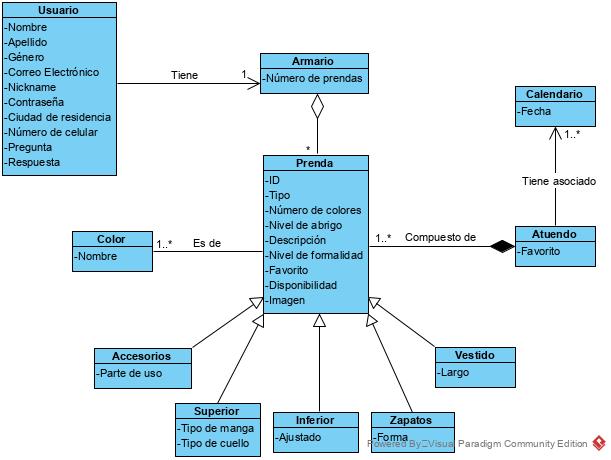 Usuario
-Nombre
-Apellido
-Género
-Correo Electrónico
-Nickname
-Contraseña
-Ciudad de residencia
-Número de celular
-Pregunta
-Respuesta
Tiene
1.
Armario
-Número de prendas
*
Calendario
-Fecha
1..*
Tiene asociado
Prenda
-ID
-Tipo
-Número de colores
-Nivel de abrigo
-Descripción
-Nivel de formalidad
-Favorito
-Disponibilidad
-Imagen
Color
-Nombre
1..*
Es de
1..*
Compuesto de
Atuendo
-Favorito
Accesorios
-Parte de uso
Superior
-Tipo de manga
-Tipo de cuello
Inferior
-Ajustado
Zapatos
-Forma
Vestido
-Largo
Powered By Visual Paradigm Community Edition